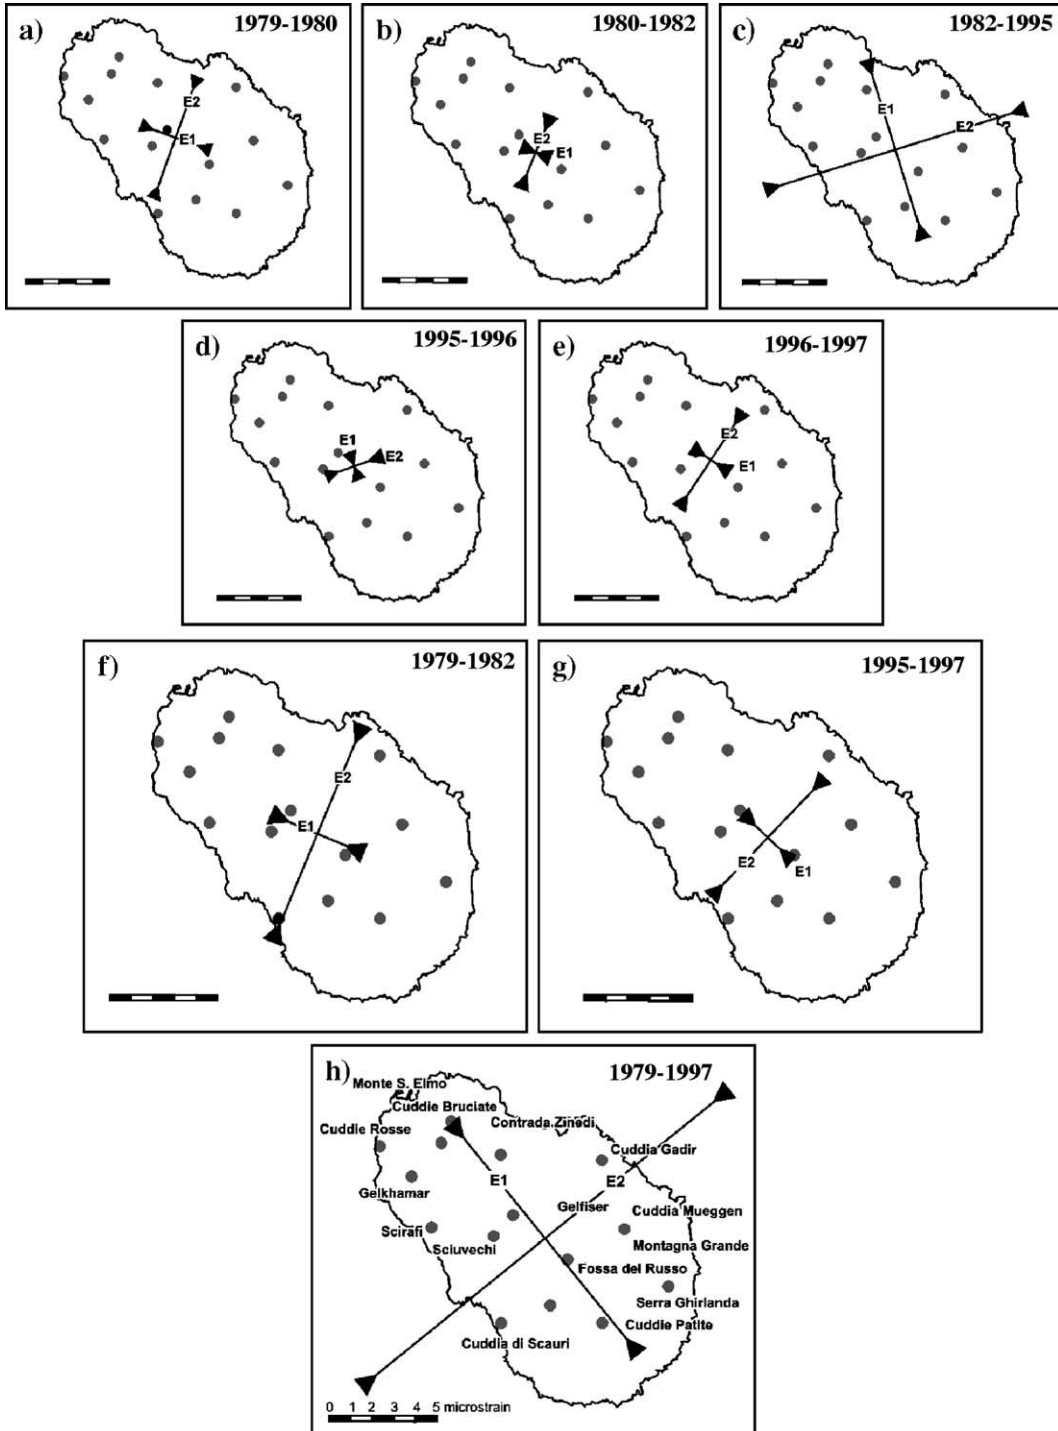 a) 1979-1980
E2
E1
b) 1980-1982
E2
E1
c) 1982-1995
E1
E2
d) 1995-1996
E1
E2
e) 1996-1997
E2
E1
f) 1979-1982
E2
E1
g) 1995-1997
E2
E1
h) 1979-1997
Monte S. Elmo
Cuddie Bruciate
Contrada Zinedi
Cuddie Rosse
Cuddia Gadir
E1
E2
Gelkhamar
Gelfiser
Cuddia Mueggen
Scirafi
Sciuvechi
Montagna Grande
Fossa del Russo
Serra Ghirlanda
Cuddie Patite
Cuddia di Scauri
0 1 2 3 4 5 microstrain